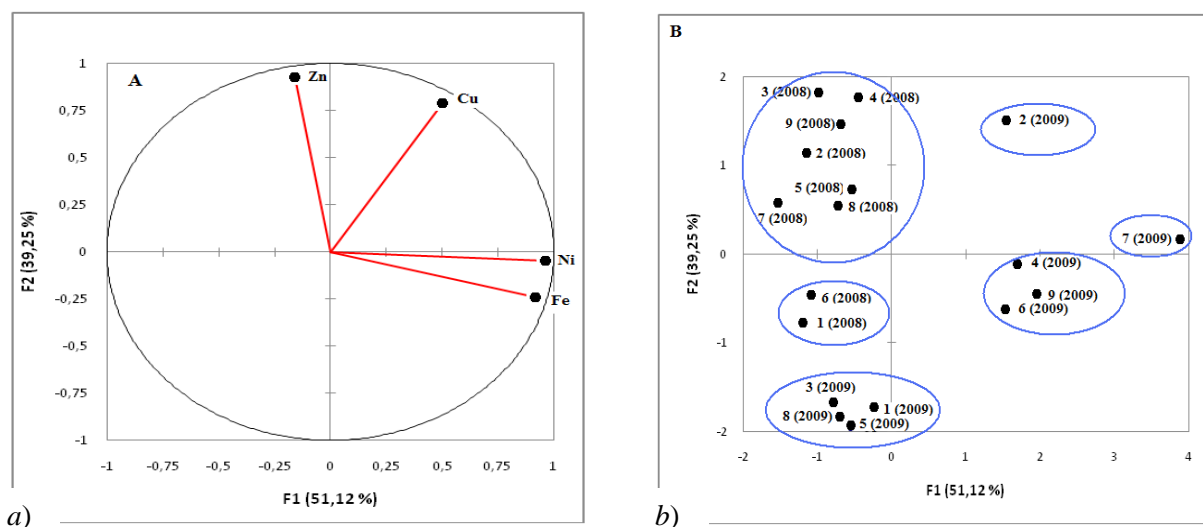 A
Zn
Cu
Ni
Fe
1
0,75
0,5
0,25
0
-0,25
-0,5
-0,75
-1
-1 -0,75 -0,5 -0,25 0 0,25 0,5 0,75 1
F2 (39,25 %)
F1 (51,12 %)
a)
B
3 (2008)
4 (2008)
9 (2008)
2 (2008)
5 (2008)
7 (2008)
8 (2008)
2 (2009)
7 (2009)
4 (2009)
9 (2009)
6 (2009)
6 (2008)
1 (2008)
3 (2009)
1 (2009)
8 (2009)
5 (2009)
2
1
0
-1
-2
-2 -1 0 1 2 3 4
F2 (39,25 %)
F1 (51,12 %)
b)